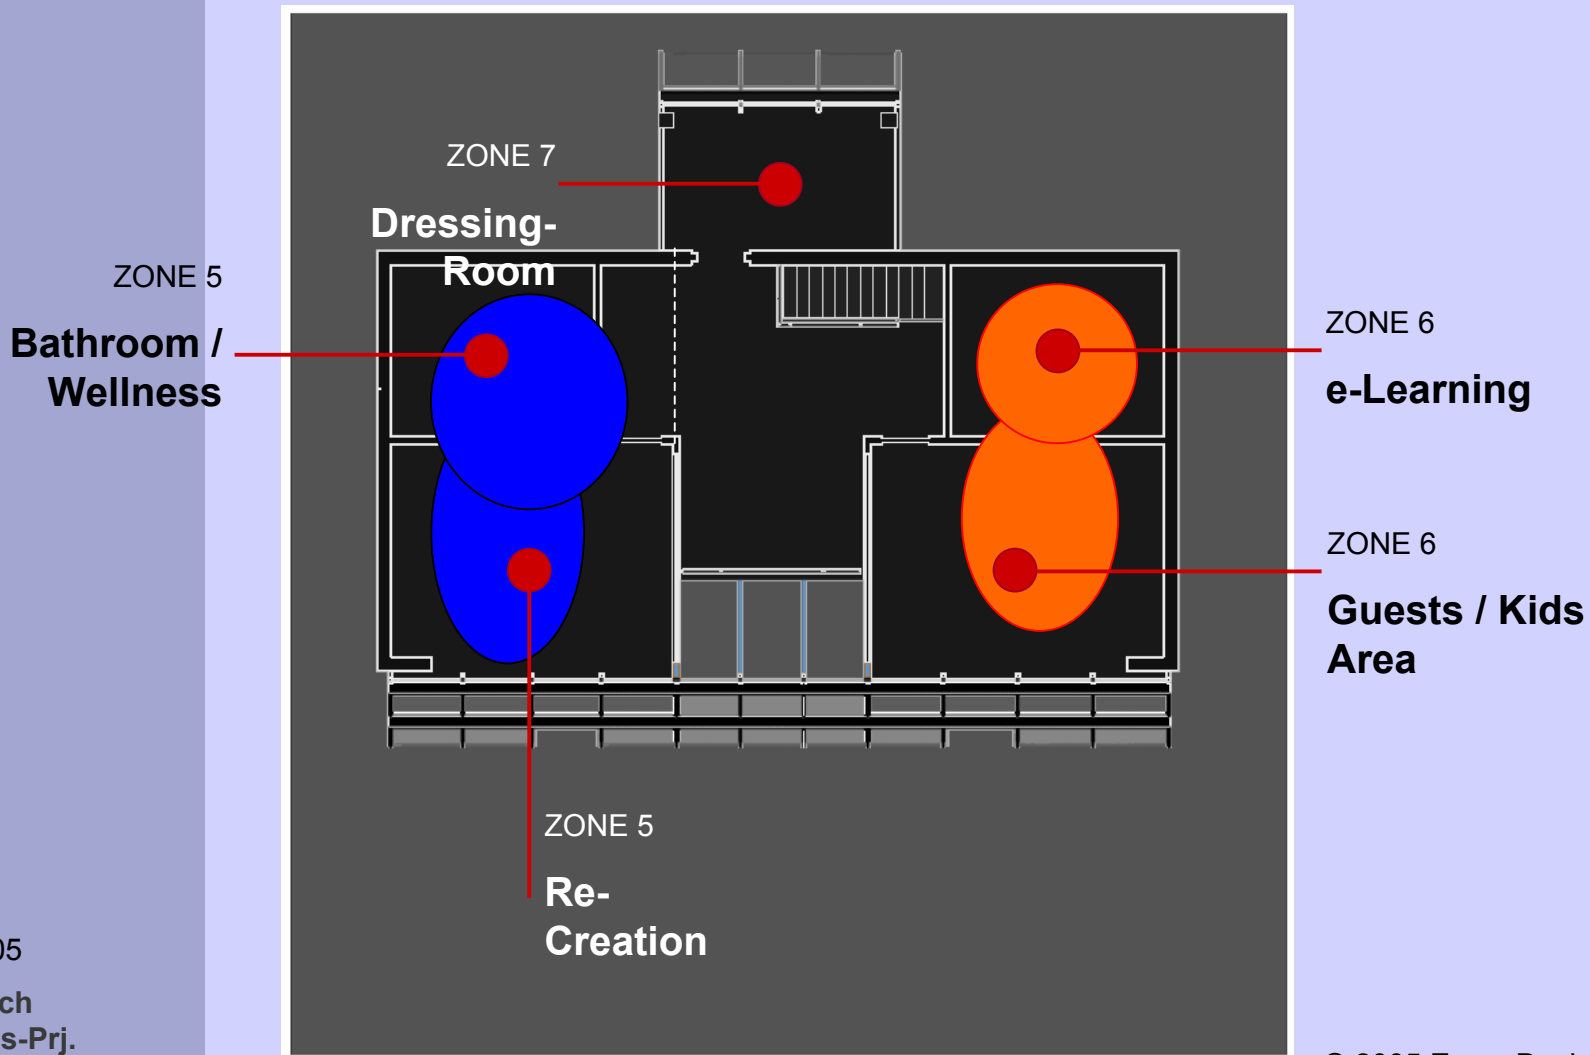 ZONE 7
Dressing-
Room
ZONE 5
Bathroom /
Wellness
ZONE 6
e-Learning
ZONE 6
Guests / Kids
Area
ZONE 5
Re-
Creation
05
ch
s-Prj.
© 2005